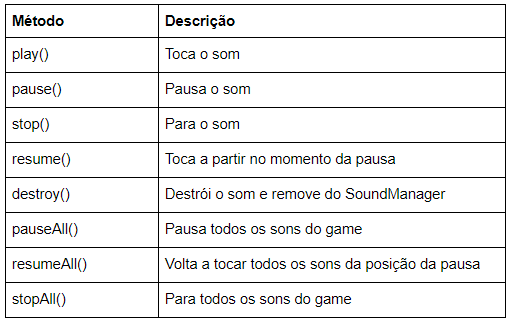 Método Descrição
play() Toca o som
pause() Pausa o som
stop() Para o som
resume() Toca a partir no momento da pausa
destroy() Destrói o som e remove do SoundManager
pauseAll() Pausa todos os sons do game
resumeAll() Volta a tocar todos os sons da posição da pausa
stopAll() Para todos os sons do game